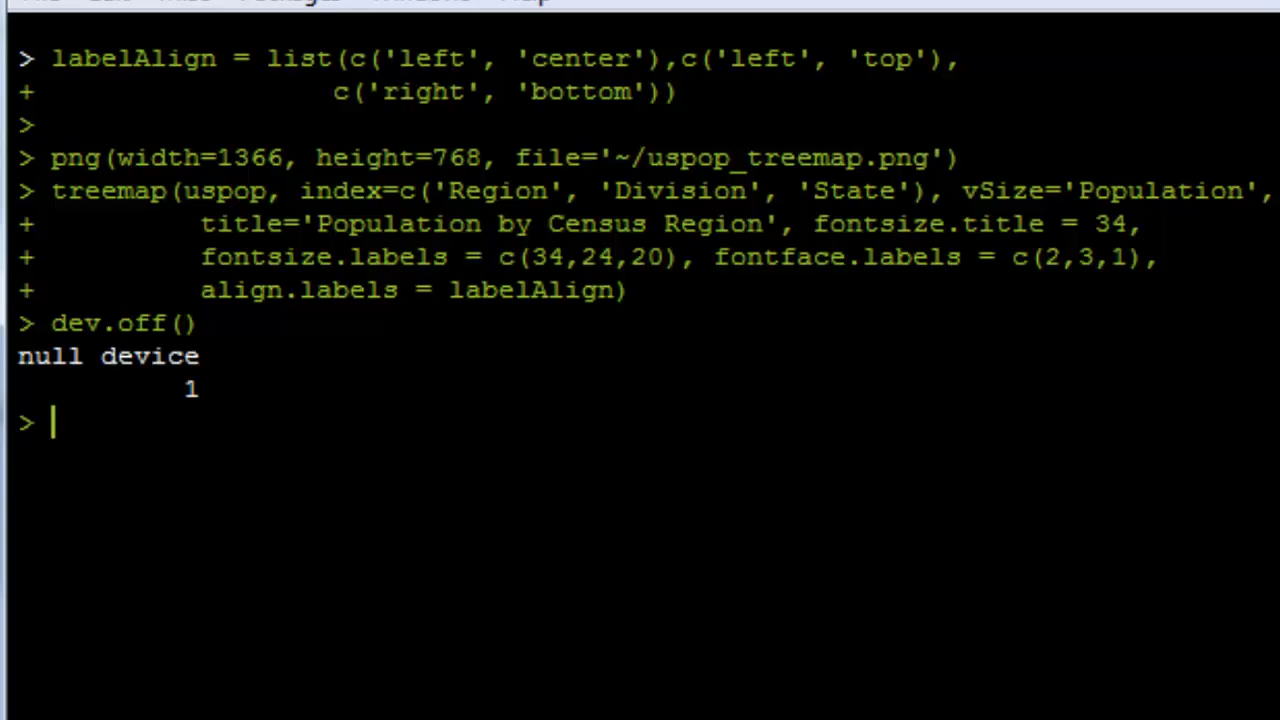 > labelAlign = list(c('left', 'center'),c('left', 'top'),
+                   c('right', 'bottom'))
>
> png(width=1366, height=768, file='~/uspop_treemap.png')
> treemap(uspop, index=c('Region', 'Division', 'State'), vSize='Population',
+          title='Population by Census Region', fontsize.title = 34,
+          fontsize.labels = c(34,24,20), fontface.labels = c(2,3,1),
+          align.labels = labelAlign)
> dev.off()
null device
          1
>